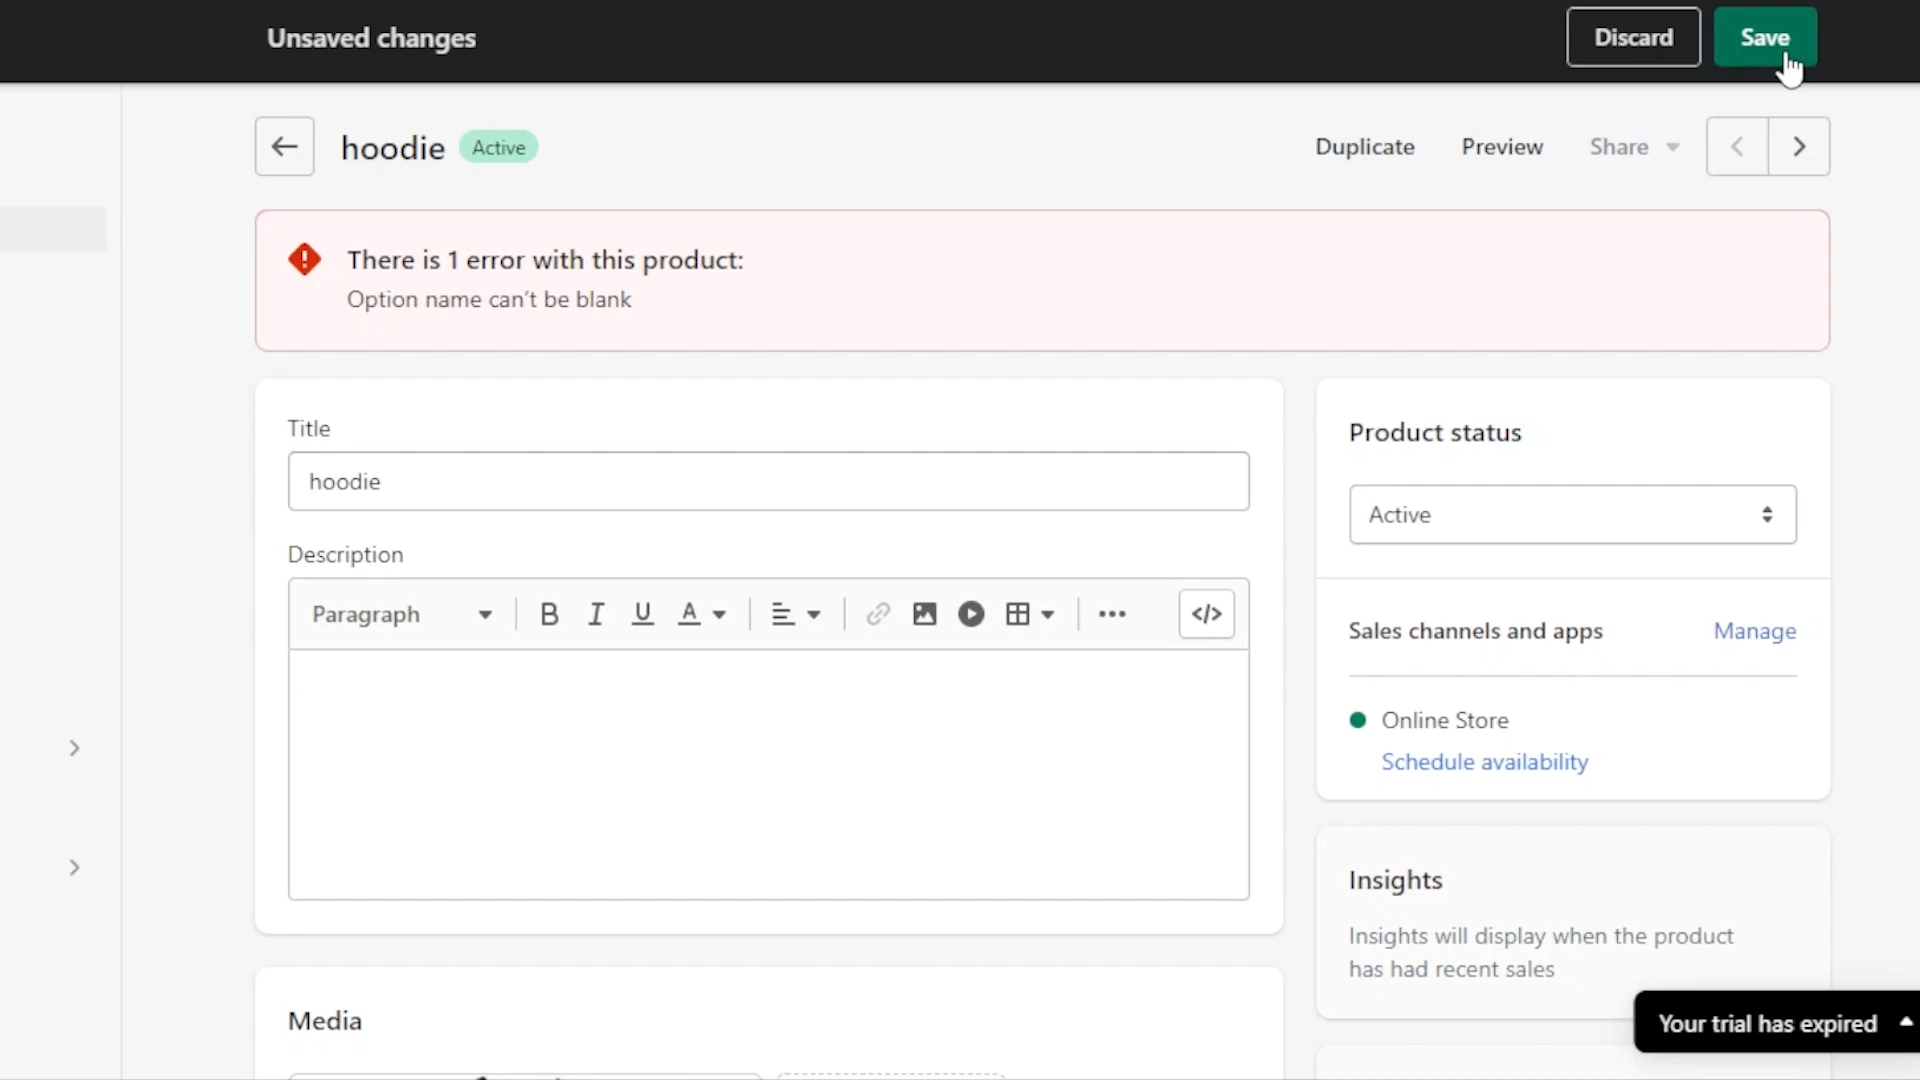 Unsaved changes
Discard
Save
hoodie
Active
Duplicate
Preview
Share
There is 1 error with this product:
Option name can't be blank
Title
hoodie
Description
Paragraph
B I U A
</>
Product status
Active
Sales channels and apps
Manage
Online Store
Schedule availability
Insights
Insights will display when the product
has had recent sales
Media
Your trial has expired